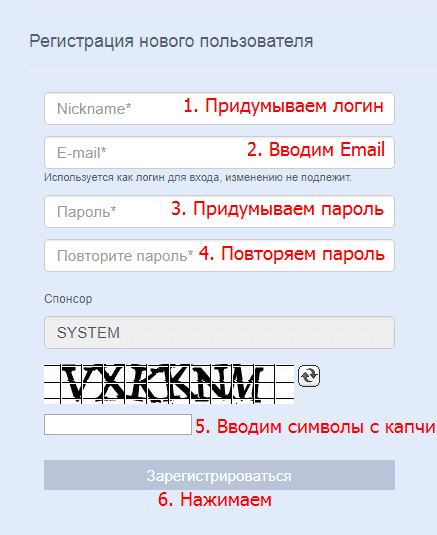 Регистрация нового пользователя
Nickname* 1. Придумываем логин
E-mail* 2. Вводим Email
Используется как логин для входа, изменению не подлежит.
Пароль* 3. Придумываем пароль
Повторите пароль* 4. Повторяем пароль
Спонсор
SYSTEM
VXKKNM
5. Вводим символы с капчи
Зарегистрироваться
6. Нажимаем